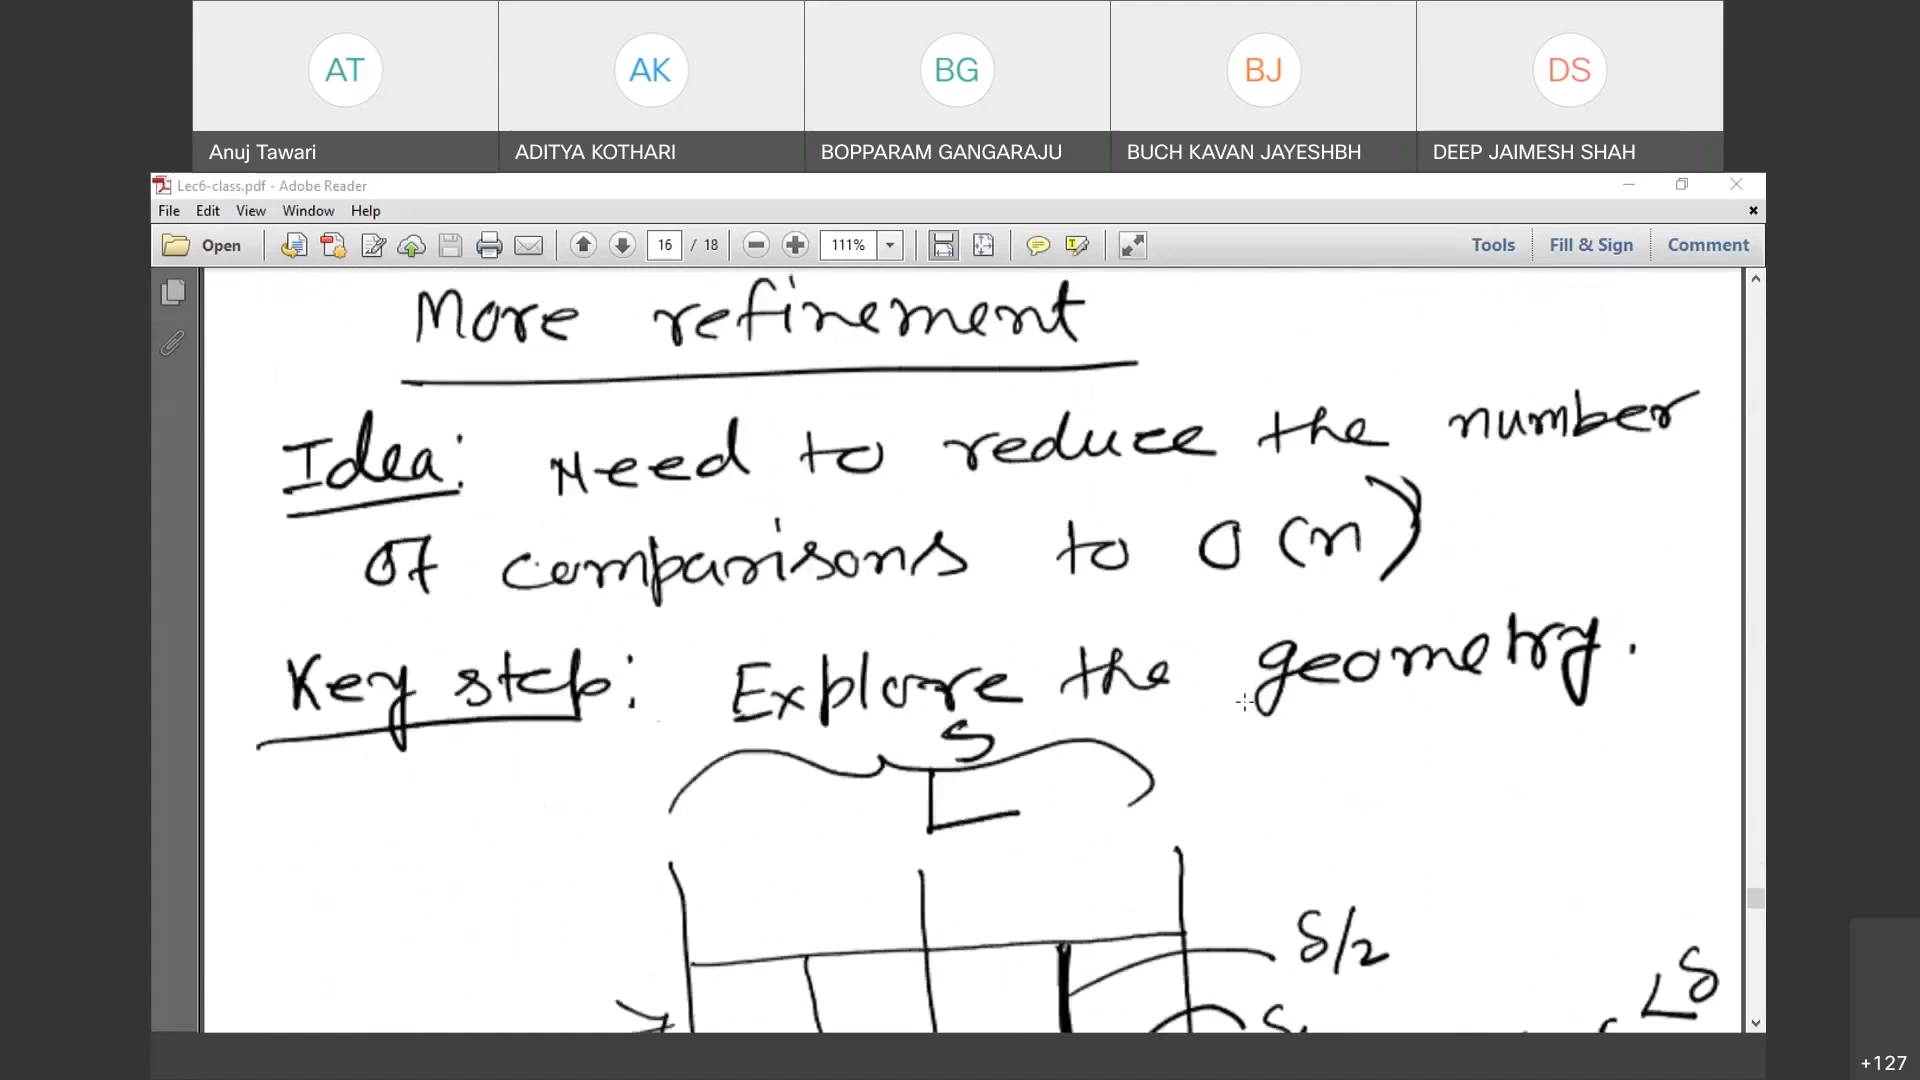 AT
AK
BG
BJ
DS
Anuj Tawari
ADITYA KOTHARI
BOPPARAM GANGARAJU
BUCH KAVAN JAYESHBH
DEEP JAIMESH SHAH
Lec6-class.pdf - Adobe Reader
File Edit View Window Help
Open 16 / 18 111% Tools Fill & Sign Comment
More refinement
Idea: Need to reduce the number
of comparisons to O(n)
Key step: Explore the geometry.
S
L
δ/2
δ
+127